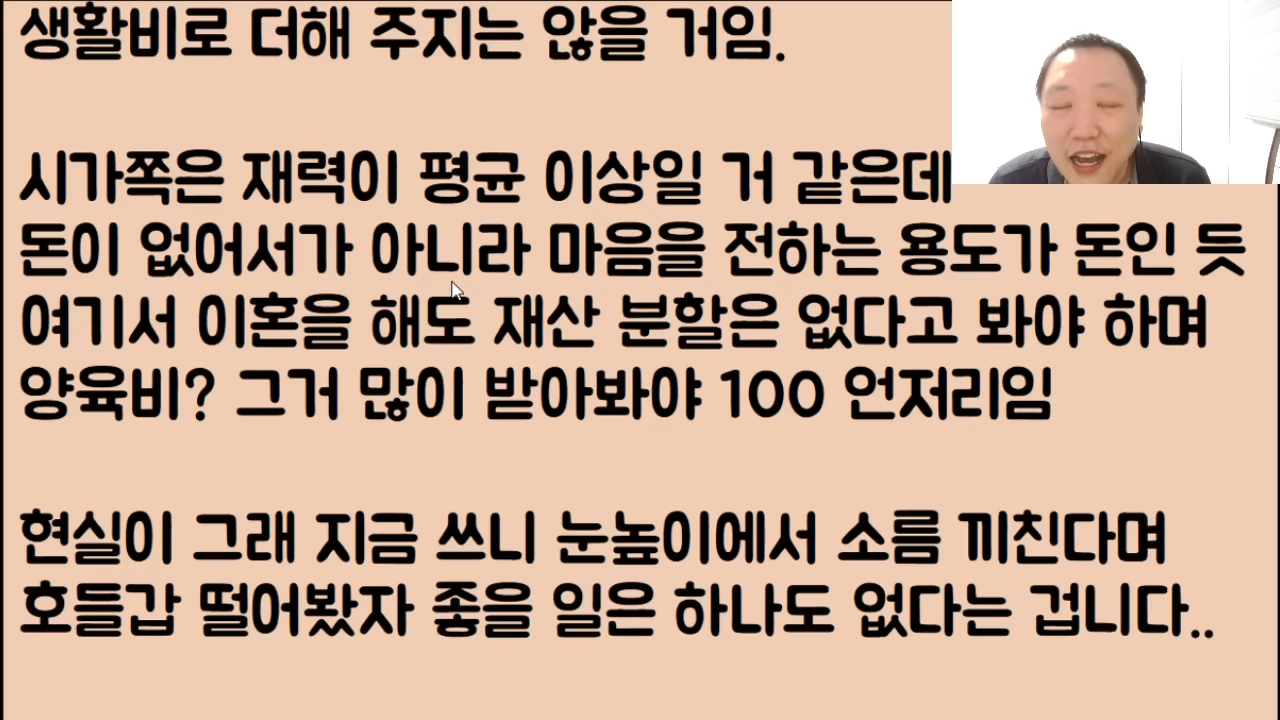 생활비로 더해 주지는 않을 거임.
시가쪽은 재력이 평균 이상일 거 같은데
돈이 없어서가 아니라 마음을 전하는 용도가 돈인 듯
여기서 이혼을 해도 재산 분할은 없다고 봐야 하며
양육비? 그거 많이 받아봐야 100 언저리임
현실이 그래 지금 쓰니 눈높이에서 소름 끼친다며
호들갑 떨어봤자 좋을 일은 하나도 없다는 겁니다..